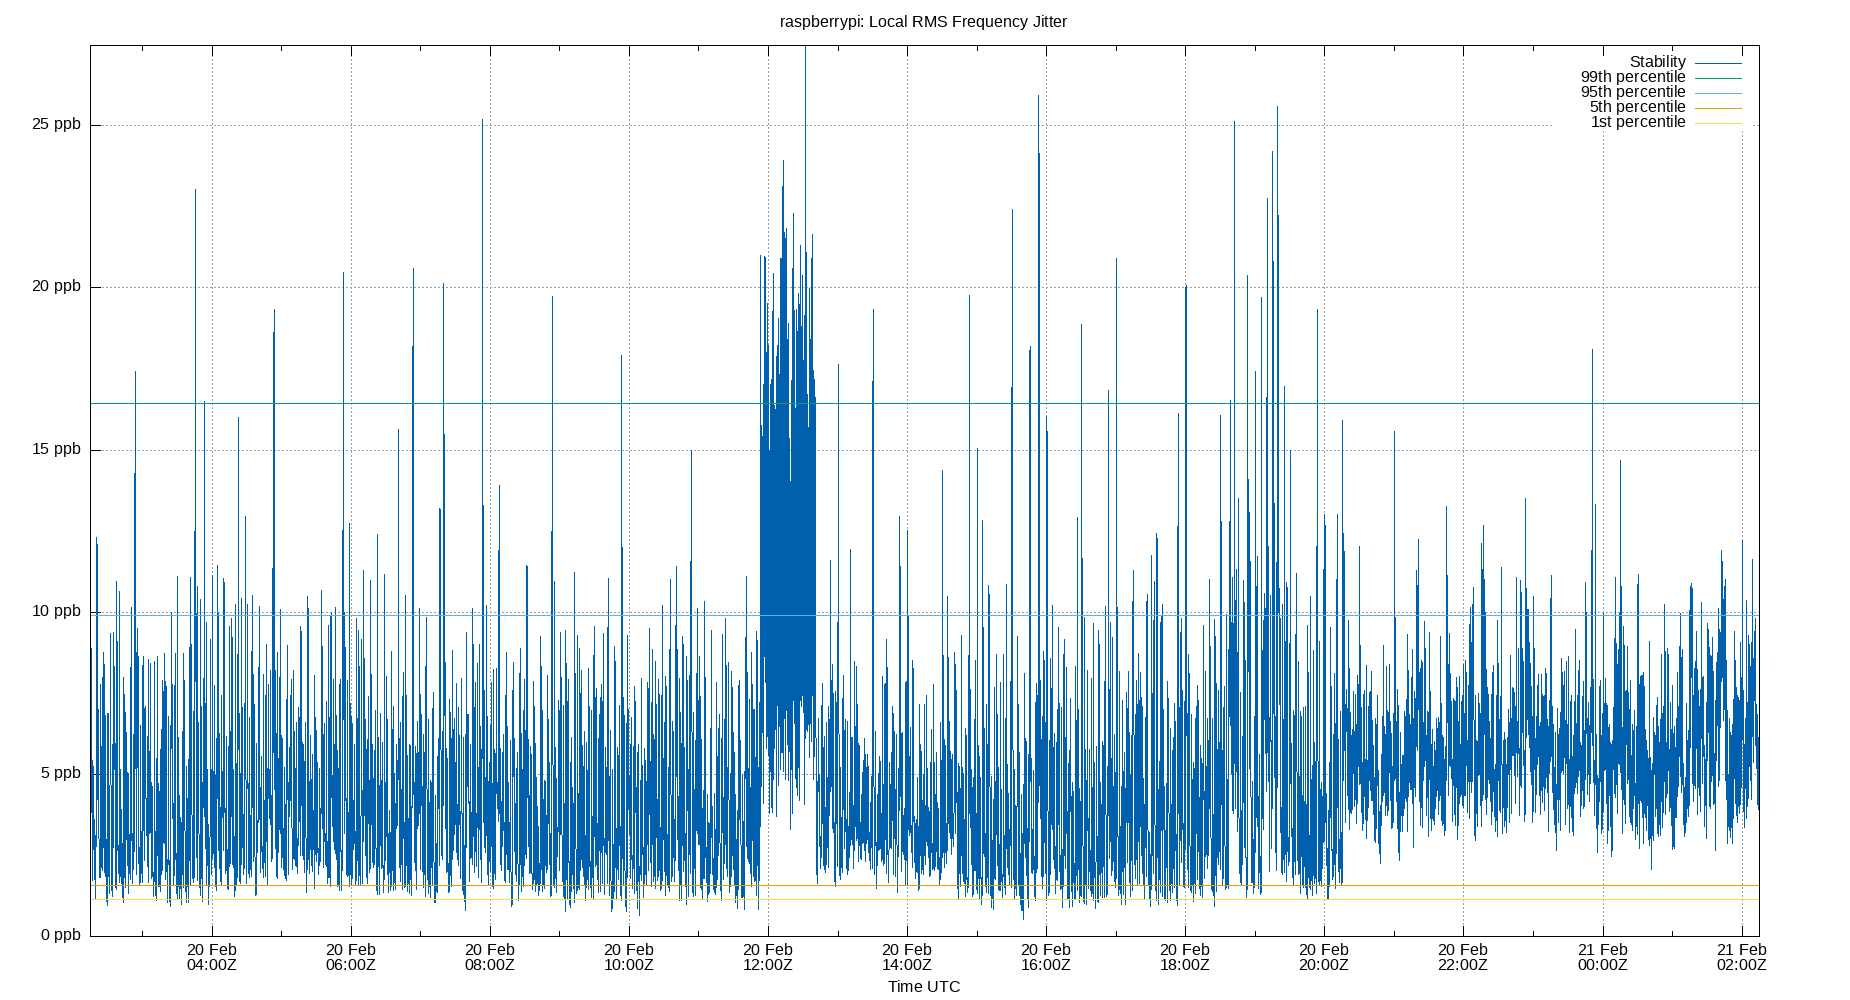 raspberrypi: Local RMS Frequency Jitter
Stability
99th percentile
95th percentile
5th percentile
1st percentile
25 ppb
20 ppb
15 ppb
10 ppb
5 ppb
0 ppb
20 Feb 20 Feb 20 Feb 20 Feb 20 Feb 20 Feb 20 Feb 20 Feb 20 Feb 20 Feb 21 Feb 21 Feb
04:00Z 06:00Z 08:00Z 10:00Z 12:00Z 14:00Z 16:00Z 18:00Z 20:00Z 22:00Z 00:00Z 02:00Z
Time UTC